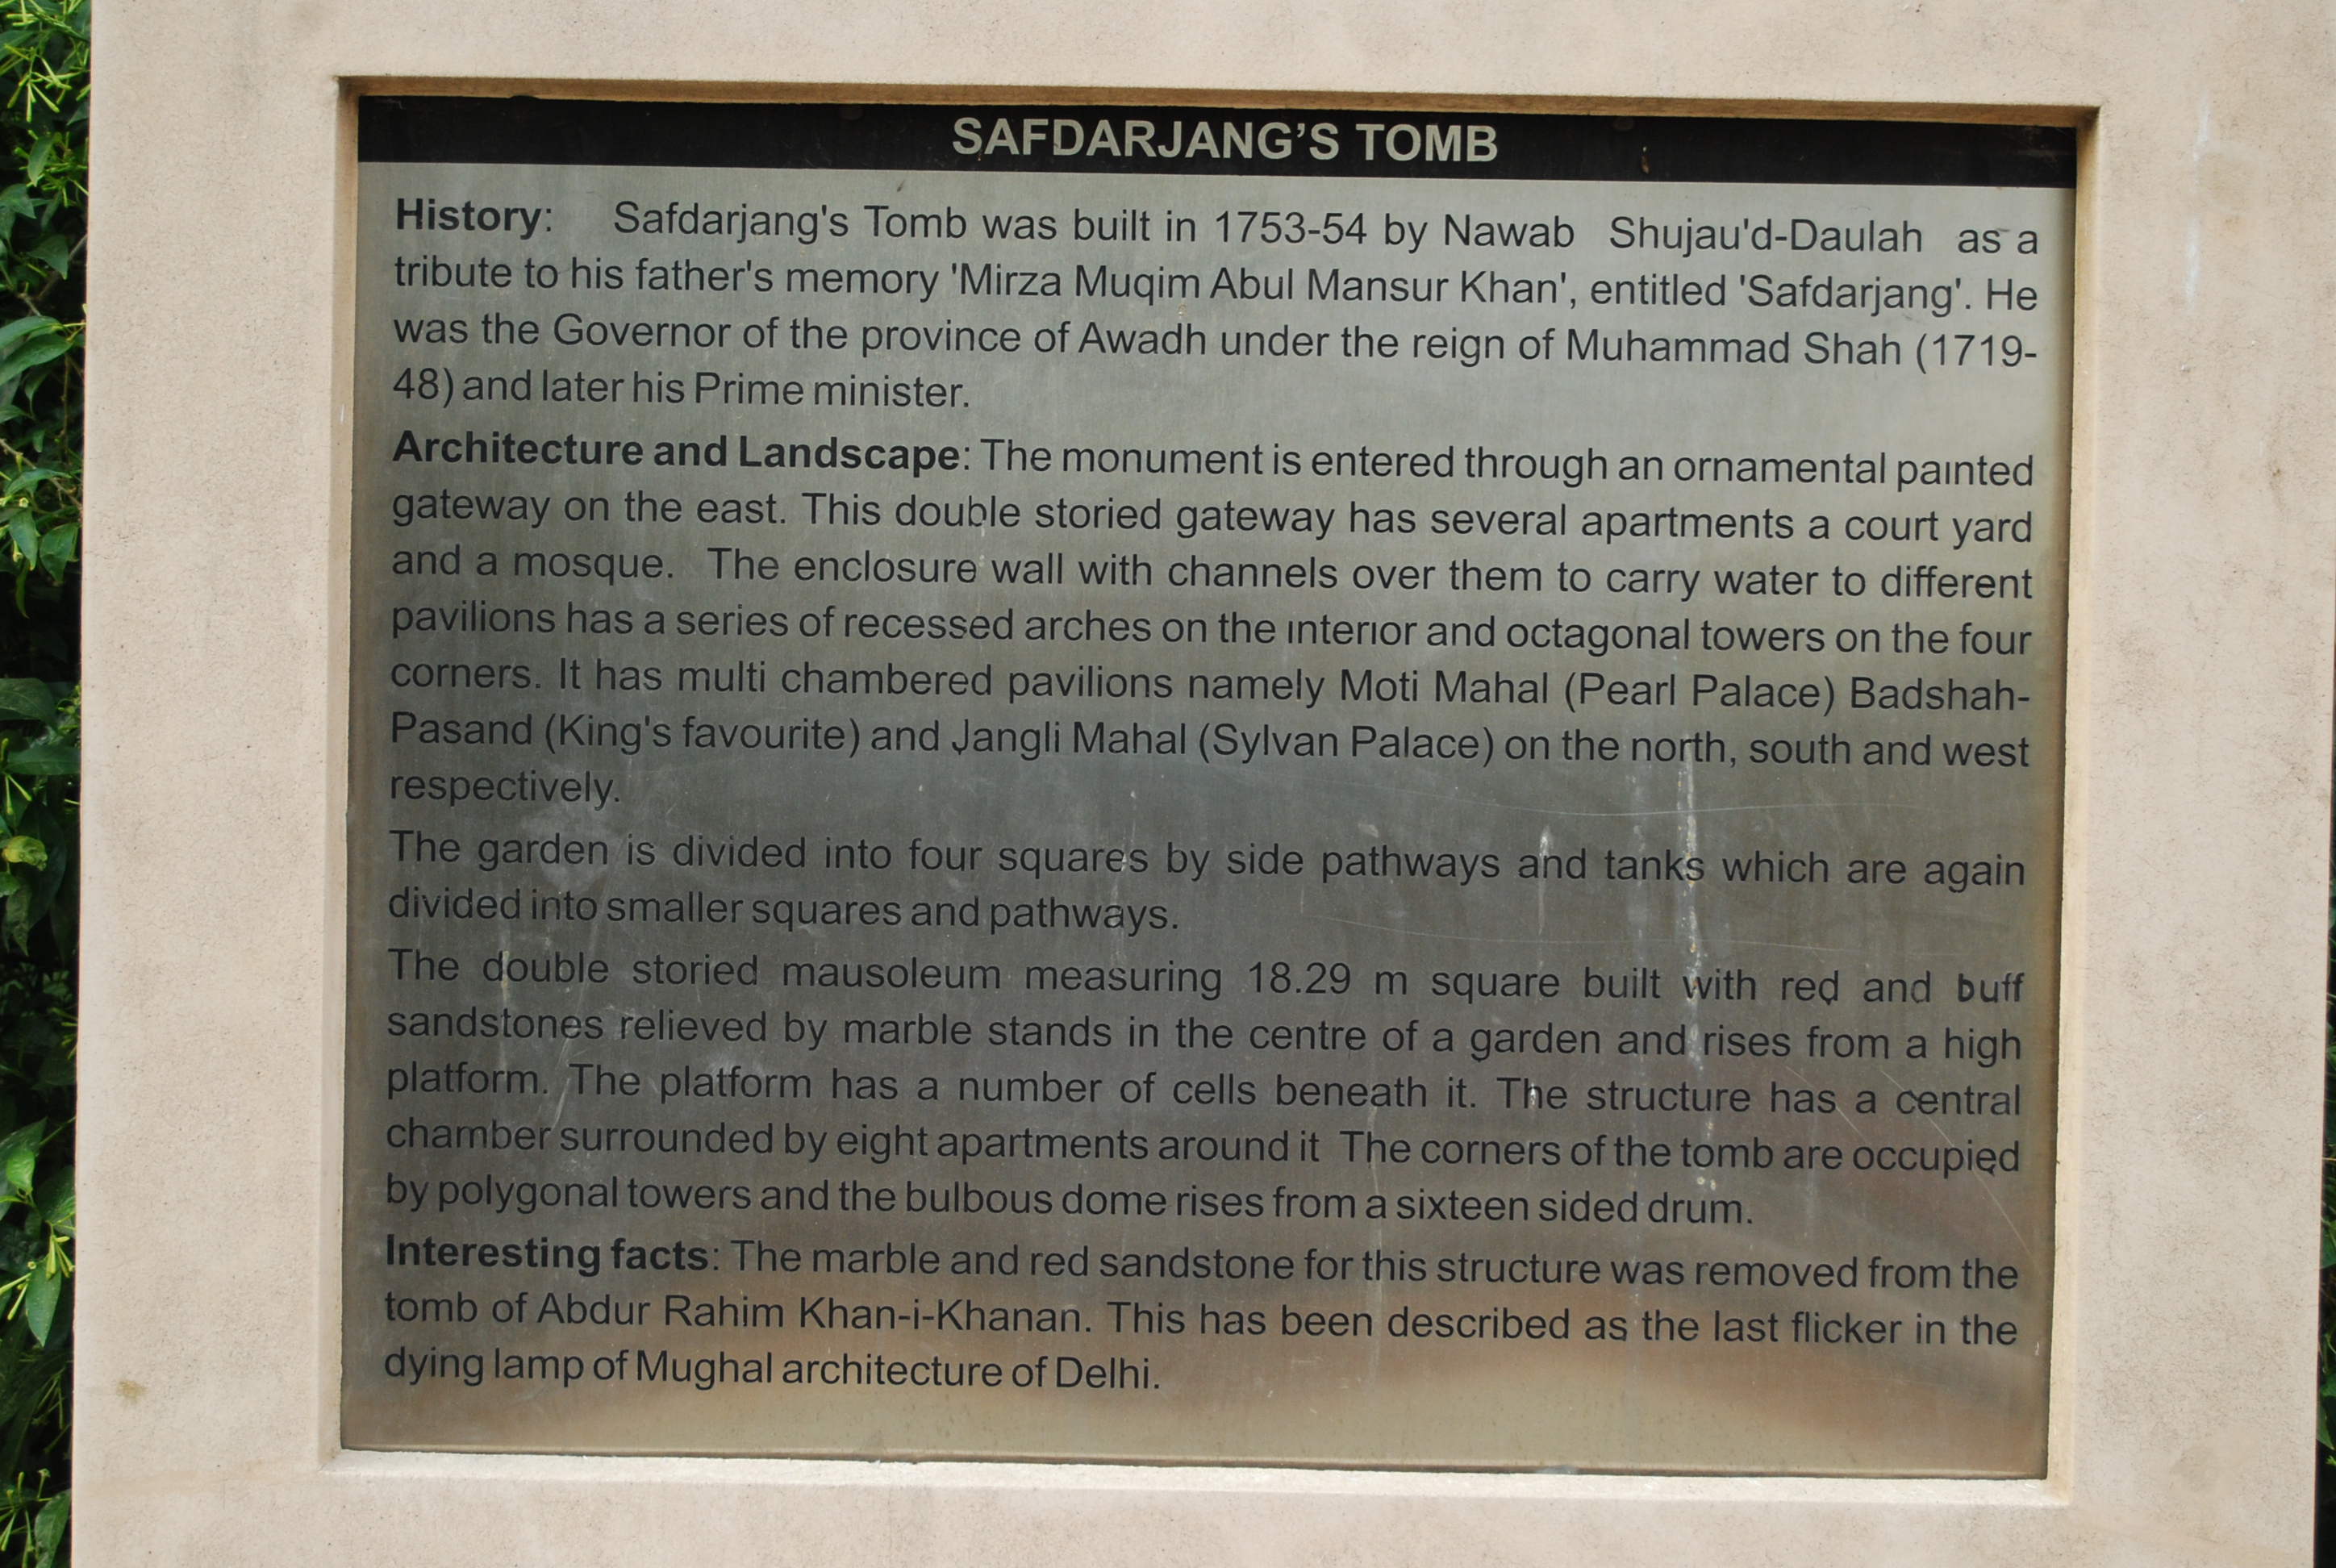 SAFDARJANG'S TOMB
History: Safdarjang's Tomb was built in 1753-54 by Nawab Shujau'd-Daulah as a
tribute to his father's memory 'Mirza Muqim Abul Mansur Khan', entitled 'Safdarjang'. He
was the Governor of the province of Awadh under the reign of Muhammad Shah (1719-
48) and later his Prime minister.
Architecture and Landscape: The monument is entered through an ornamental painted
gateway on the east. This double storied gateway has several apartments a court yard
and a mosque. The enclosure wall with channels over them to carry water to different
pavilions has a series of recessed arches on the interior and octagonal towers on the four
corners. It has multi chambered pavilions namely Moti Mahal (Pearl Palace) Badshah-
Pasand (King's favourite) and Jangli Mahal (Sylvan Palace) on the north, south and west
respectively.
The garden is divided into four squares by side pathways and tanks which are again
divided into smaller squares and pathways.
The double storied mausoleum measuring 18.29 m square built with red and buff
sandstones relieved by marble stands in the centre of a garden and rises from a high
platform. The platform has a number of cells beneath it. The structure has a central
chamber surrounded by eight apartments around it The corners of the tomb are occupied
by polygonal towers and the bulbous dome rises from a sixteen sided drum.
Interesting facts: The marble and red sandstone for this structure was removed from the
tomb of Abdur Rahim Khan-i-Khanan. This has been described as the last flicker in the
dying lamp of Mughal architecture of Delhi.